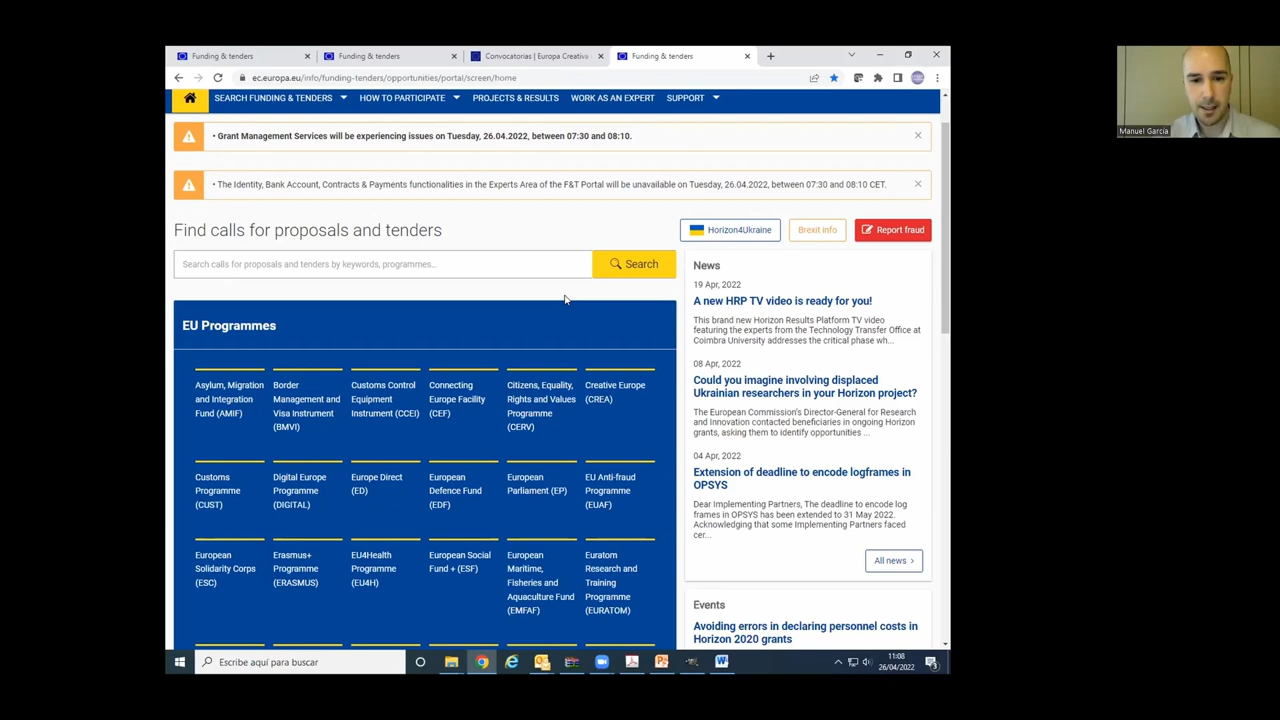 Funding & tenders
Funding & tenders
Convocatorias | Europa Creativa
Funding & tenders
ec.europa.eu/info/funding-tenders/opportunities/portal/screen/home
SEARCH FUNDING & TENDERS
HOW TO PARTICIPATE
PROJECTS & RESULTS
WORK AS AN EXPERT
SUPPORT
• Grant Management Services will be experiencing issues on Tuesday, 26.04.2022, between 07:30 and 08:10.
• The Identity, Bank Account, Contracts & Payments functionalities in the Experts Area of the F&T Portal will be unavailable on Tuesday, 26.04.2022, between 07:30 and 08:10 CET.
Find calls for proposals and tenders
Horizon4Ukraine
Brexit info
Report fraud
Search calls for proposals and tenders by keywords, programmes...
Search
EU Programmes
Asylum, Migration
and Integration
Fund (AMIF)
Border
Management and
Visa Instrument
(BMVI)
Customs Control
Equipment
Instrument (CCEI)
Connecting
Europe Facility
(CEF)
Citizens, Equality,
Rights and Values
Programme
(CERV)
Creative Europe
(CREA)
Customs
Programme
(CUST)
Digital Europe
Programme
(DIGITAL)
Europe Direct
(ED)
European
Defence Fund
(EDF)
European
Parliament (EP)
EU Anti-fraud
Programme
(EUAF)
European
Solidarity Corps
(ESC)
Erasmus+
Programme
(ERASMUS)
EU4Health
Programme
(EU4H)
European Social
Fund + (ESF)
European
Maritime,
Fisheries and
Aquaculture Fund
(EMFAF)
Euratom
Research and
Training
Programme
(EURATOM)
News
19 Apr, 2022
A new HRP TV video is ready for you!
This brand new Horizon Results Platform TV video
featuring the experts from the Technology Transfer Office at
Coimbra University addresses the critical phase wh...
08 Apr, 2022
Could you imagine involving displaced
Ukrainian researchers in your Horizon project?
The European Commission's Director-General for Research
and Innovation contacted beneficiaries in ongoing Horizon
grants, asking them to identify opportunities ...
04 Apr, 2022
Extension of deadline to encode logframes in
OPSYS
Dear Implementing Partners, The deadline to encode log
frames in OPSYS has been extended to 31 May 2022.
Acknowledging that some Implementing Partners faced
cer...
All news
Events
Avoiding errors in declaring personnel costs in
Horizon 2020 grants
Escribe aquí para buscar
11:08
26/04/2022
3
Manuel García